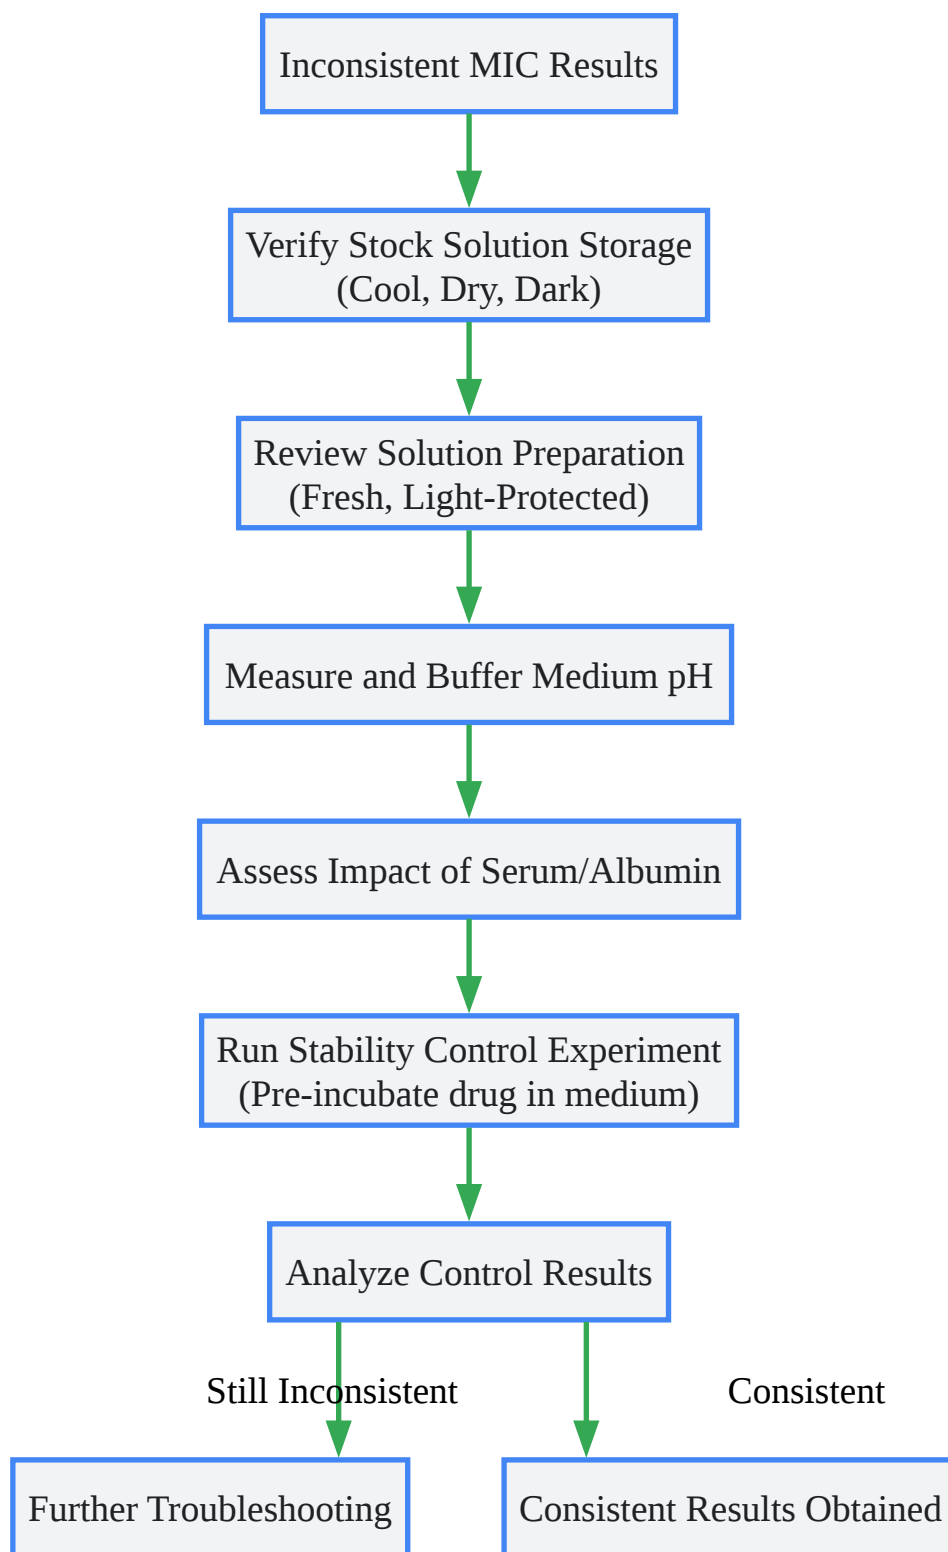 Inconsistent MIC Results
Verify Stock Solution Storage
(Cool, Dry, Dark)
Review Solution Preparation
(Fresh, Light-Protected)
Measure and Buffer Medium pH
Assess Impact of Serum/Albumin
Run Stability Control Experiment
(Pre-incubate drug in medium)
Analyze Control Results
Still Inconsistent
Consistent
Further Troubleshooting
Consistent Results Obtained